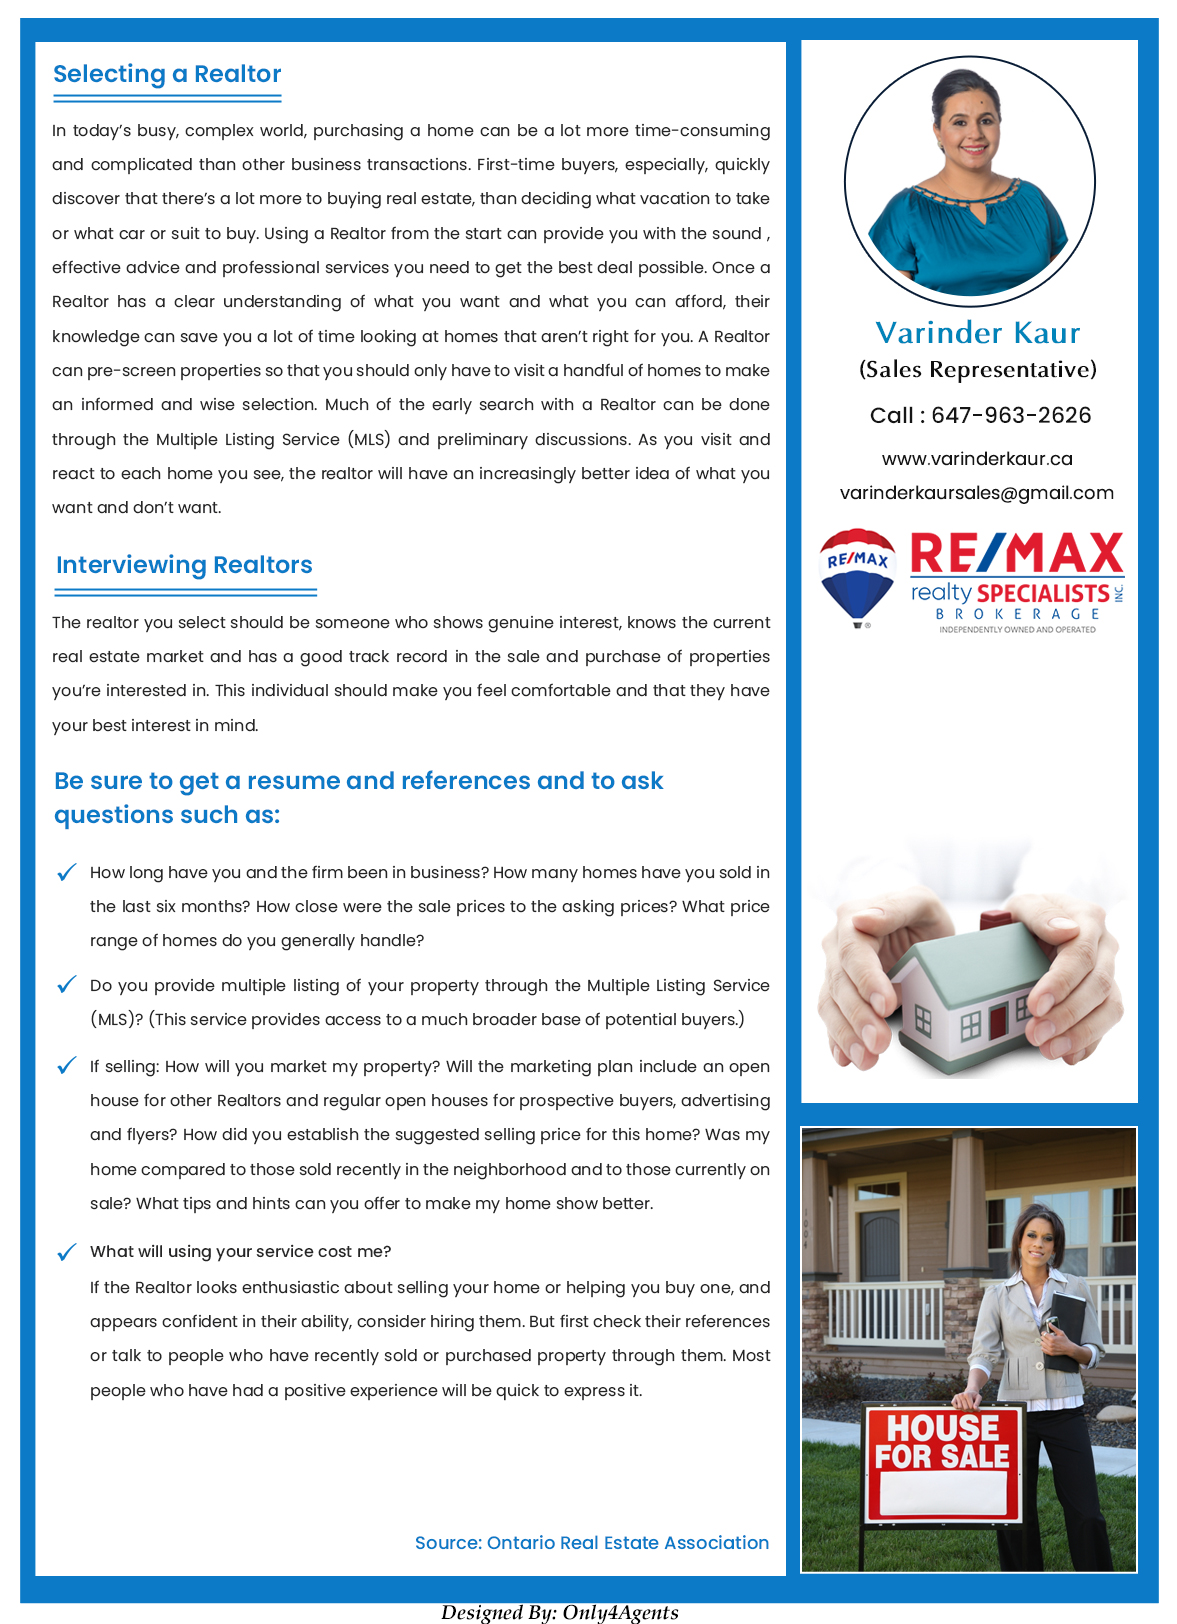 Selecting a Realtor
In today's busy, complex world, purchasing a home can be a lot more time-consuming
and complicated than other business transactions. First-time buyers, especially, quickly
discover that there's a lot more to buying real estate, than deciding what vacation to take
or what car or suit to buy. Using a Realtor from the start can provide you with the sound ,
effective advice and professional services you need to get the best deal possible. Once a
Realtor has a clear understanding of what you want and what you can afford, their
knowledge can save you a lot of time looking at homes that aren't right for you. A Realtor
can pre-screen properties so that you should only have to visit a handful of homes to make
an informed and wise selection. Much of the early search with a Realtor can be done
through the Multiple Listing Service (MLS) and preliminary discussions. As you visit and
react to each home you see, the realtor will have an increasingly better idea of what you
want and don't want.
Interviewing Realtors
The realtor you select should be someone who shows genuine interest, knows the current
real estate market and has a good track record in the sale and purchase of properties
you're interested in. This individual should make you feel comfortable and that they have
your best interest in mind.
Be sure to get a resume and references and to ask
questions such as:
How long have you and the firm been in business? How many homes have you sold in
the last six months? How close were the sale prices to the asking prices? What price
range of homes do you generally handle?
Do you provide multiple listing of your property through the Multiple Listing Service
(MLS)? (This service provides access to a much broader base of potential buyers.)
If selling: How will you market my property? Will the marketing plan include an open
house for other Realtors and regular open houses for prospective buyers, advertising
and flyers? How did you establish the suggested selling price for this home? Was my
home compared to those sold recently in the neighborhood and to those currently on
sale? What tips and hints can you offer to make my home show better.
What will using your service cost me?
If the Realtor looks enthusiastic about selling your home or helping you buy one, and
appears confident in their ability, consider hiring them. But first check their references
or talk to people who have recently sold or purchased property through them. Most
people who have had a positive experience will be quick to express it.
Source: Ontario Real Estate Association
Varinder Kaur
(Sales Representative)
Call : 647-963-2626
www.varinderkaur.ca
varinderkaursales@gmail.com
RE/MAX
RE/MAX
realty SPECIALISTS INC.
BROKERAGE
INDEPENDENTLY OWNED AND OPERATED
1004
HOUSE
FOR SALE
Designed By: Only4Agents